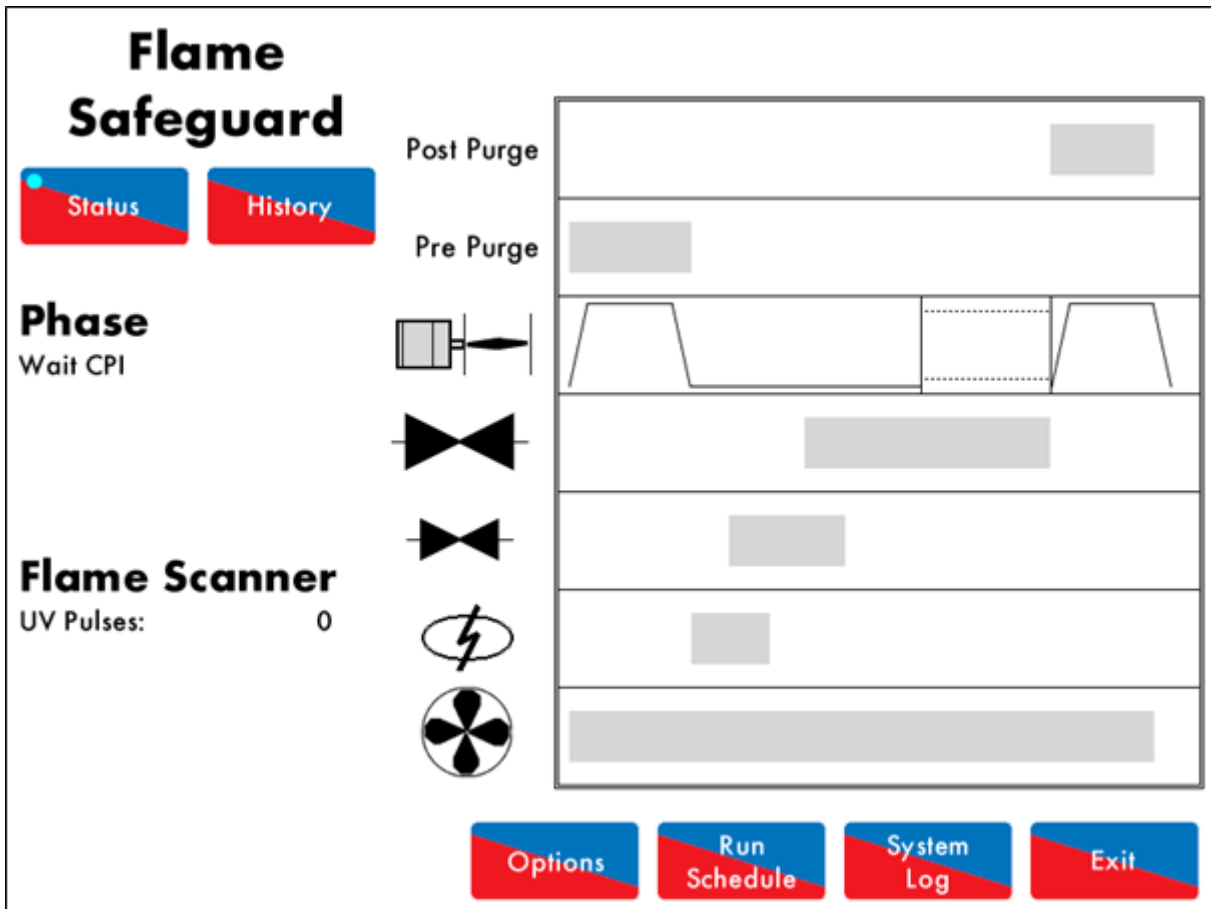 Flame
Safeguard
Status
History
Post Purge
Pre Purge
Phase
Wait CPI
Flame Scanner
UV Pulses: 0
Options
Run
Schedule
System
Log
Exit